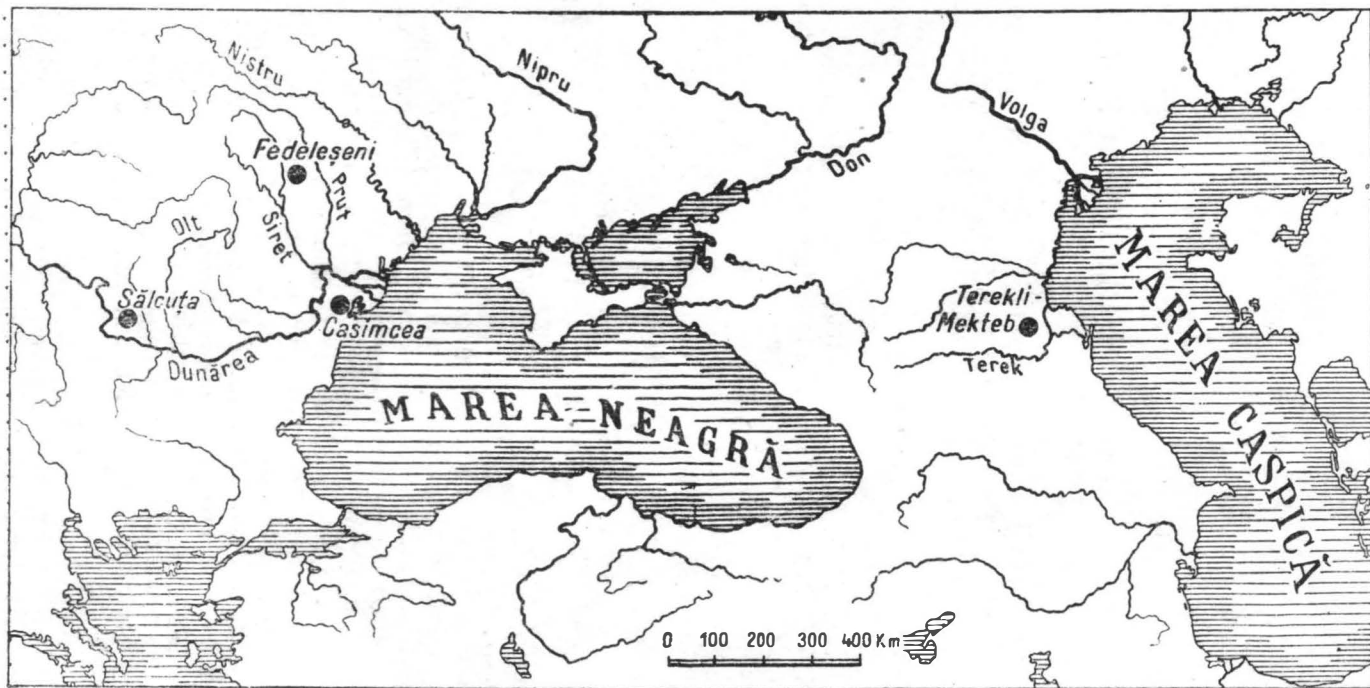 Nistru
Nipru
Volga
Fedeleșeni
Don
Prut
Olt
Siret
MAREA CASPICĂ
Sălcuța
Casimcea
Terekli-
Mekteb
Dunărea
Terek
MAREA NEAGRĂ
0 100 200 300 400 Km